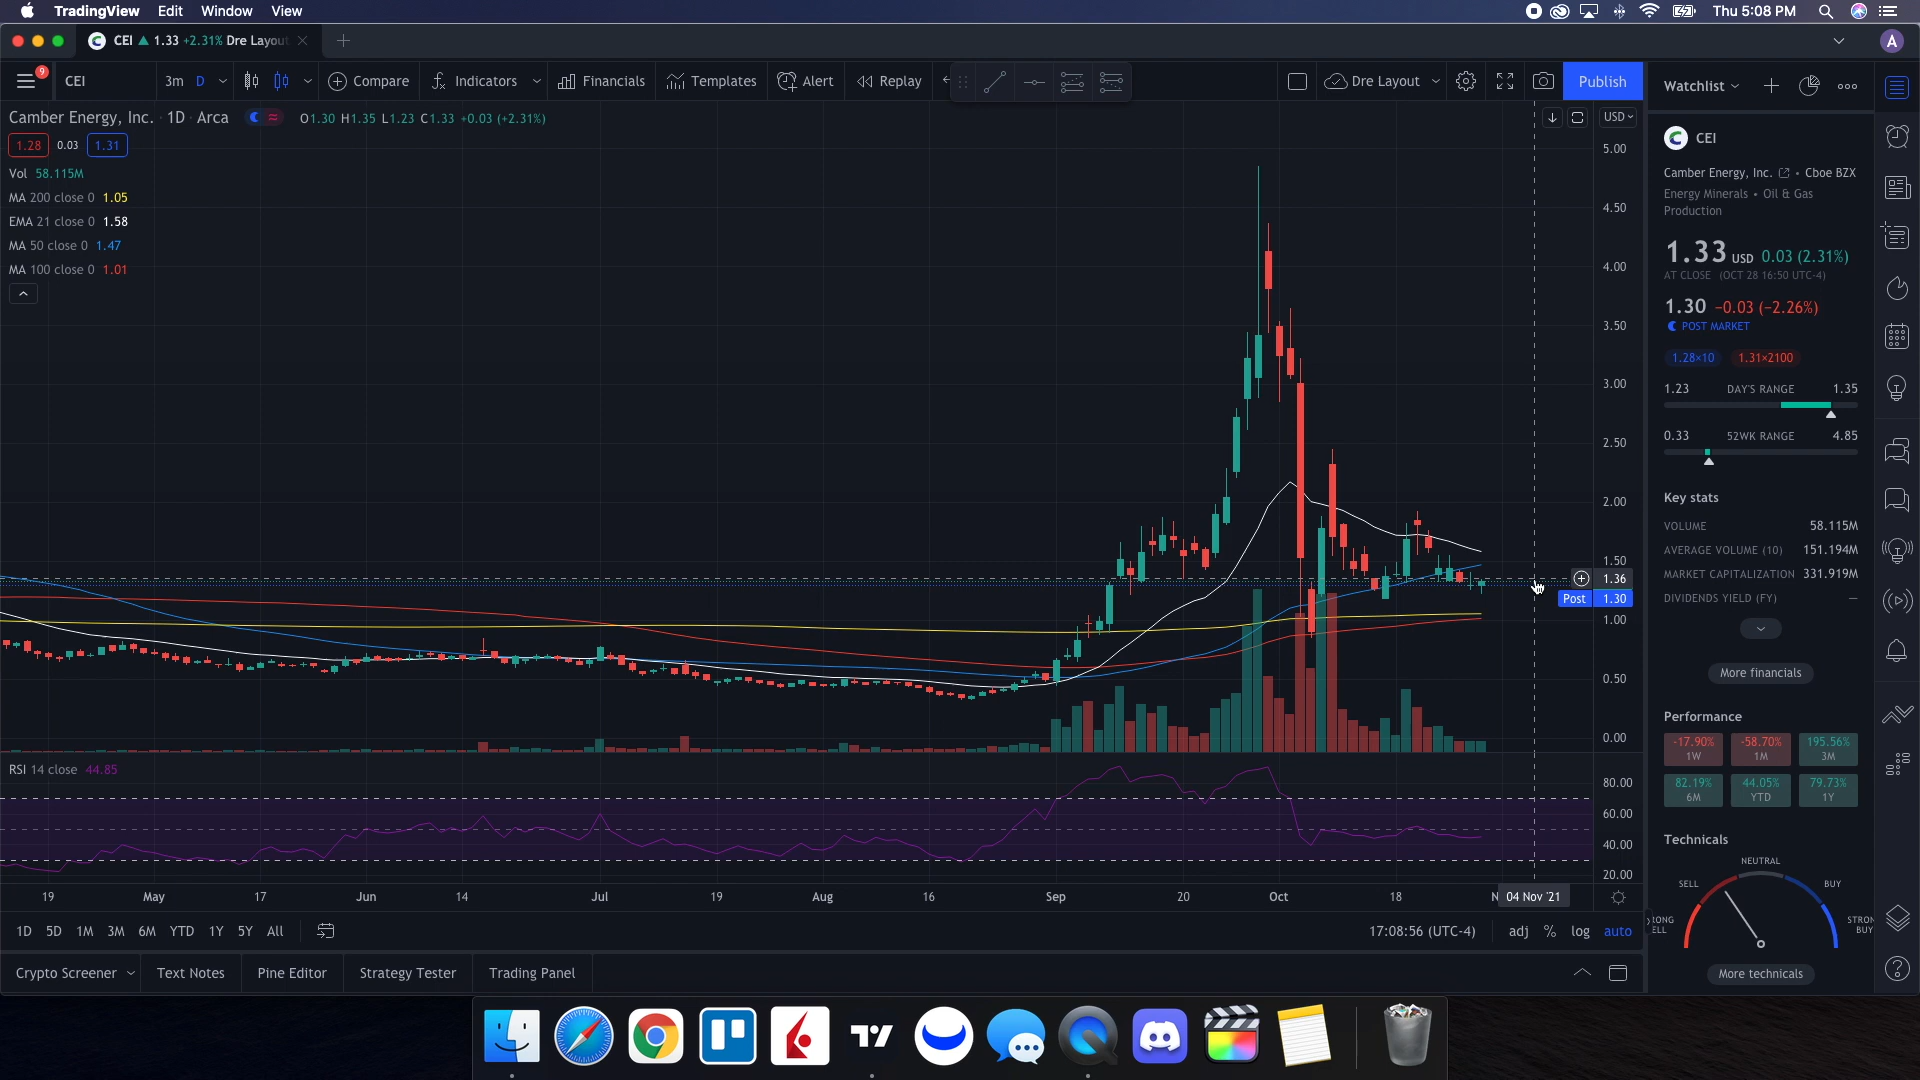 TradingView Edit Window View Thu 5:08 PM
CEI ▲ 1.33 +2.31% Dre Layout A
9 CEI 3m D Compare Indicators Financials Templates Alert Replay Dre Layout Publish Watchlist
Camber Energy, Inc. · 1D · Arca O1.30 H1.35 L1.23 C1.33 +0.03 (+2.31%) USD
1.28 0.03 1.31
Vol 58.115M
MA 200 close 0 1.05
EMA 21 close 0 1.58
MA 50 close 0 1.47
MA 100 close 0 1.01
5.00
4.50
4.00
3.50
3.00
2.50
2.00
1.50
1.36
Post 1.30
1.00
0.50
0.00
RSI 14 close 44.85
80.00
60.00
40.00
20.00
19 May 17 Jun 14 Jul 19 Aug 16 Sep 20 Oct 18 N 04 Nov '21
1D 5D 1M 3M 6M YTD 1Y 5Y All 17:08:56 (UTC-4) adj % log auto
Crypto Screener Text Notes Pine Editor Strategy Tester Trading Panel
CEI
Camber Energy, Inc. • Cboe BZX
Energy Minerals • Oil & Gas
Production
1.33 USD 0.03 (2.31%)
AT CLOSE (OCT 28 16:50 UTC-4)
1.30 -0.03 (-2.26%)
POST MARKET
1.28×10 1.31×2100
1.23 DAY'S RANGE 1.35
0.33 52WK RANGE 4.85
Key stats
VOLUME 58.115M
AVERAGE VOLUME (10) 151.194M
MARKET CAPITALIZATION 331.919M
DIVIDENDS YIELD (FY) —
More financials
Performance
-17.90% -58.70% 195.56%
1W 1M 3M
82.19% 44.05% 79.73%
6M YTD 1Y
Technicals
NEUTRAL
SELL BUY
RONG STRON
ELL BUY
More technicals